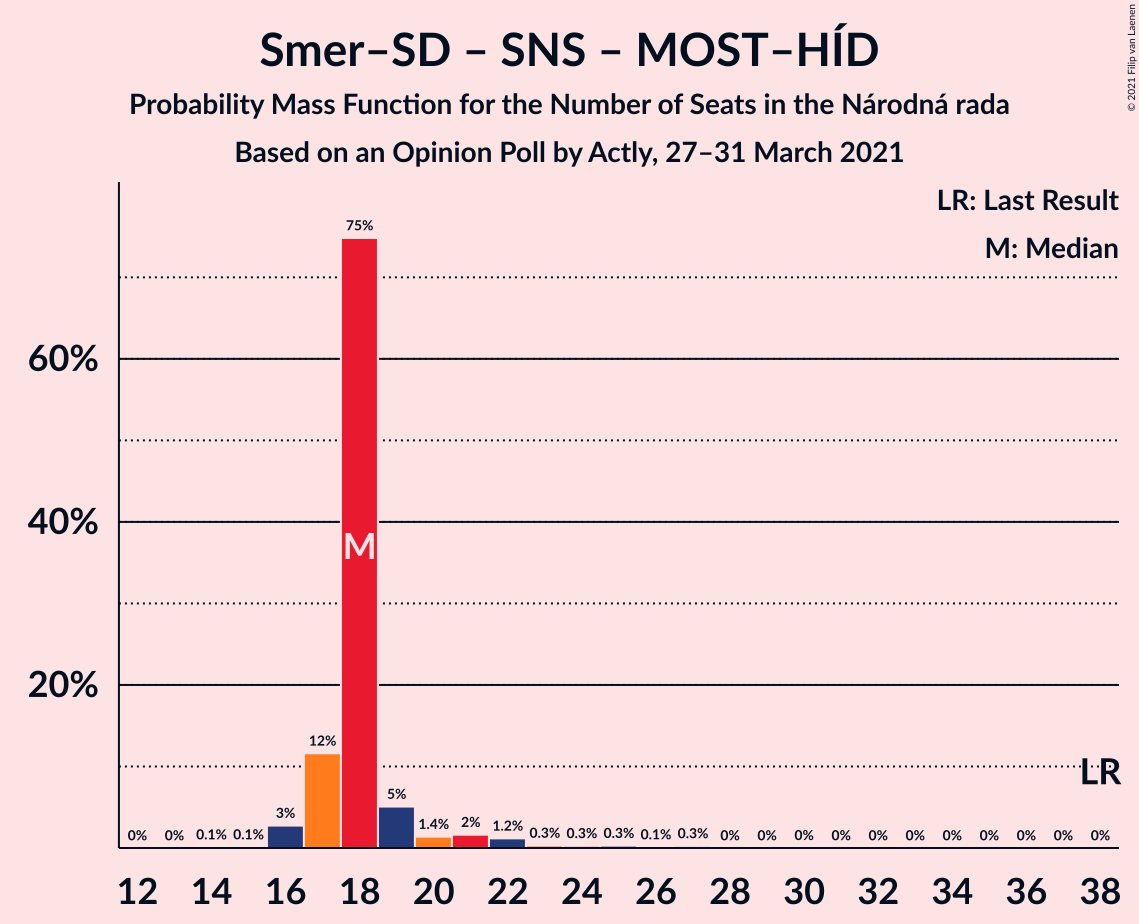 Smer–SD – SNS – MOST–HÍD
Probability Mass Function for the Number of Seats in the Národná rada
Based on an Opinion Poll by Actly, 27–31 March 2021
© 2021 Filip van Laenen
LR: Last Result
M: Median
60%
40%
20%
0% 0% 0.1% 0.1% 3% 12% 75% 5% 1.4% 2% 1.2% 0.3% 0.3% 0.3% 0.1% 0.3% 0% 0% 0% 0% 0% 0% 0% 0% 0% 0% 0%
M
LR
12 14 16 18 20 22 24 26 28 30 32 34 36 38